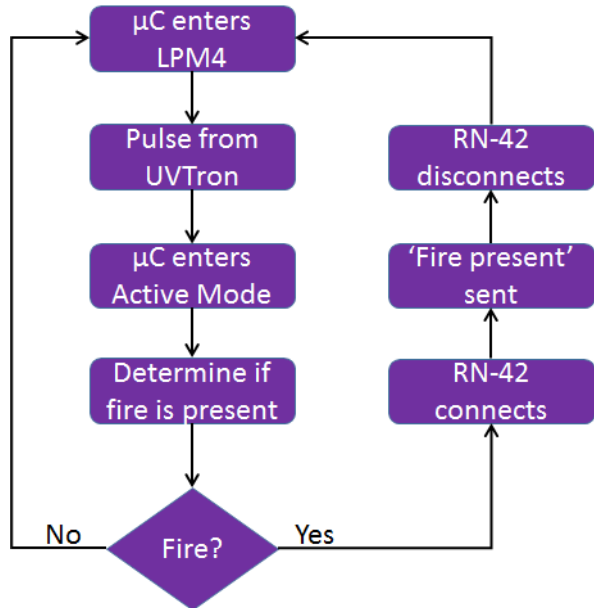 µC enters
LPM4
Pulse from
UVTron
µC enters
Active Mode
Determine if
fire is present
Fire?
No
Yes
RN-42
connects
‘Fire present’
sent
RN-42
disconnects